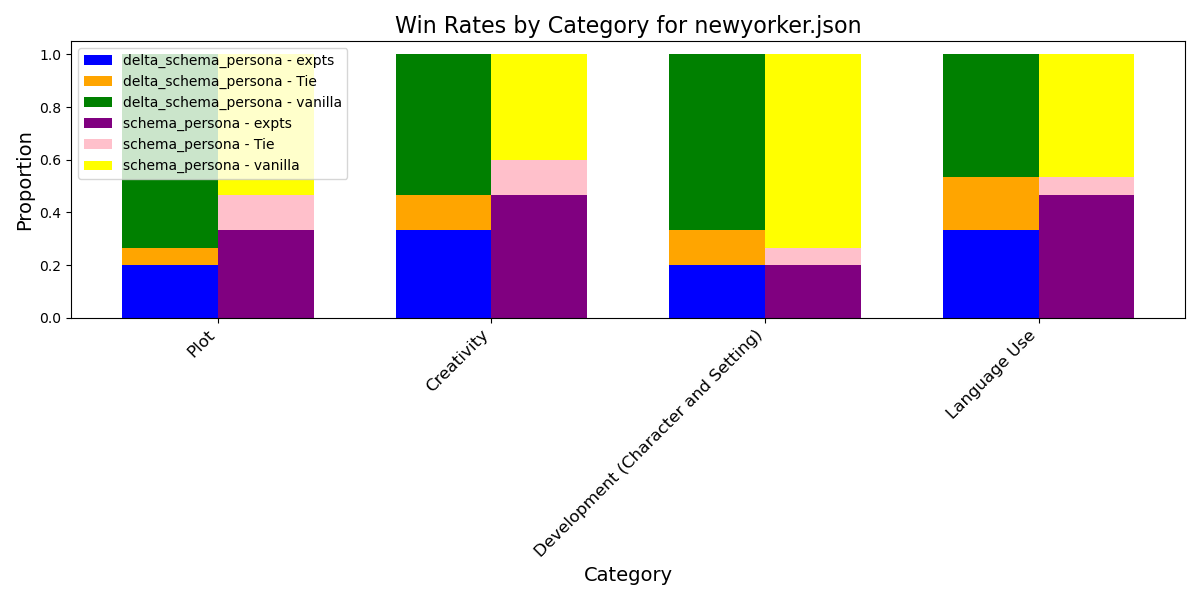 Win Rates by Category for newyorker.json
Proportion
1.0
0.8
0.6
0.4
0.2
0.0
delta_schema_persona - expts
delta_schema_persona - Tie
delta_schema_persona - vanilla
schema_persona - expts
schema_persona - Tie
schema_persona - vanilla
Plot
Creativity
Development (Character and Setting)
Language Use
Category